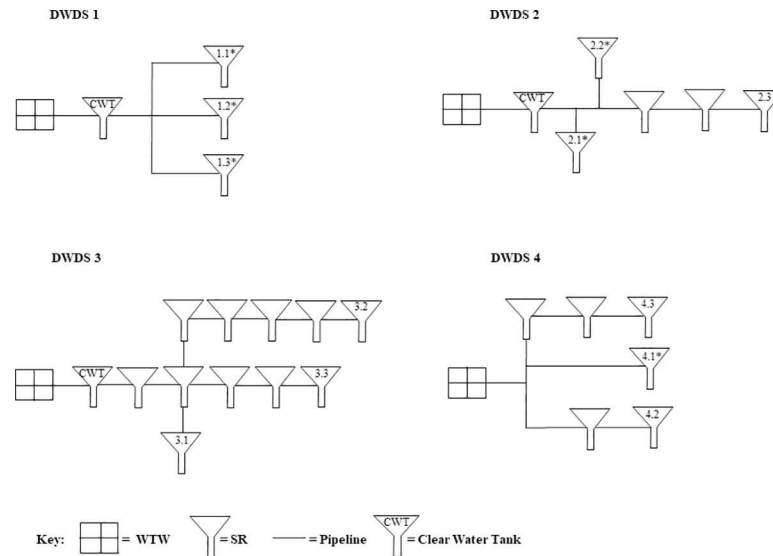 DWDS 1
DWDS 2
1.1*
CWT
1.2*
1.3*
2.2*
CWT
2.3
2.1*
DWDS 3
DWDS 4
3.2
CWT
3.3
3.1
4.3
4.1*
4.2
Key: = WTW = SR = Pipeline CWT = Clear Water Tank